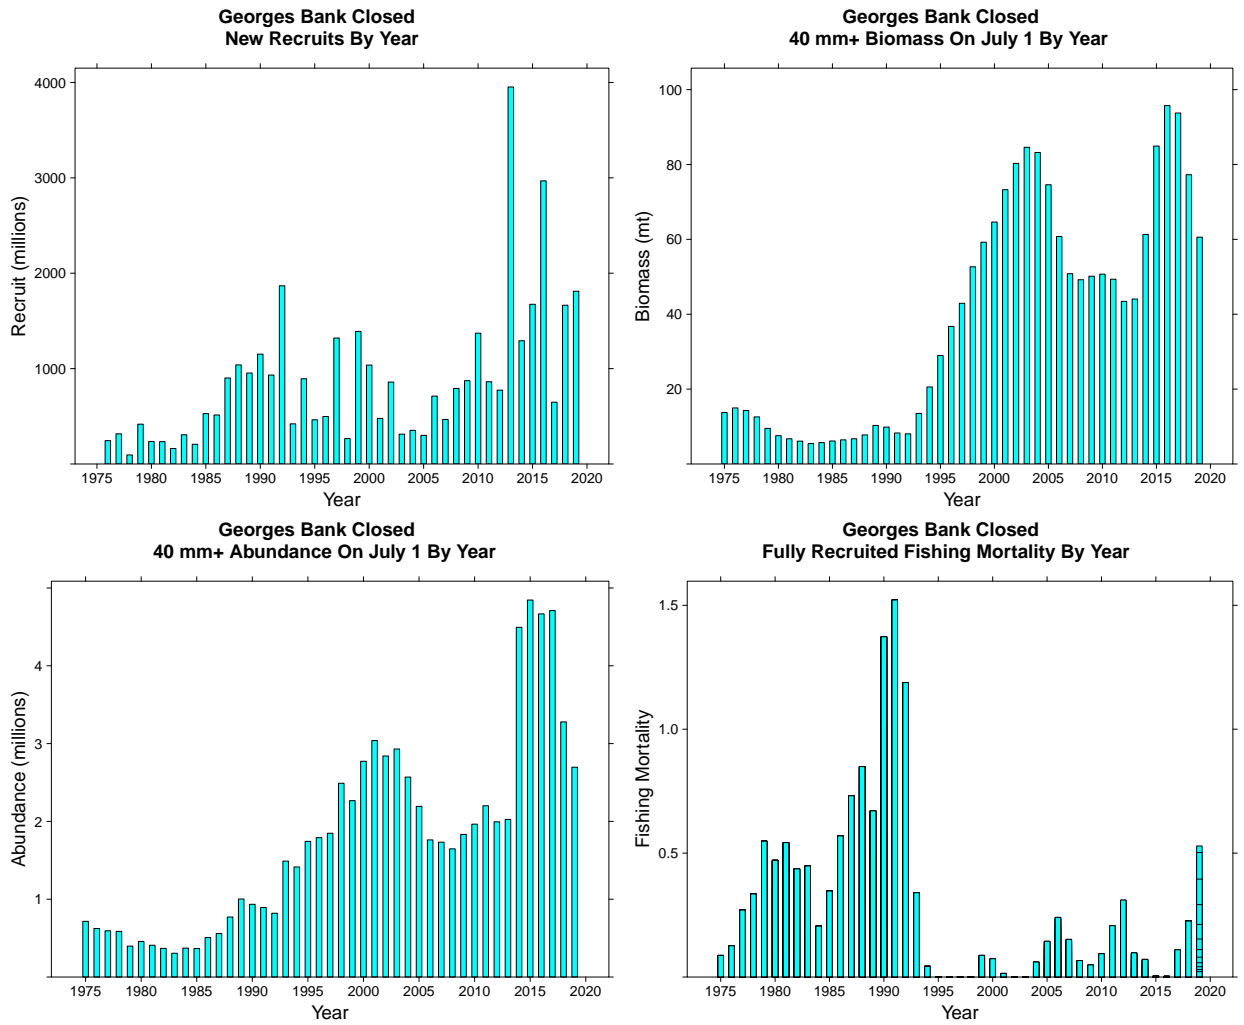 Georges Bank Closed
New Recruits By Year
Recruit (millions)
4000
3000
2000
1000
1975 1980 1985 1990 1995 2000 2005 2010 2015 2020
Year
Georges Bank Closed
40 mm+ Biomass On July 1 By Year
Biomass (mt)
100
80
60
40
20
1975 1980 1985 1990 1995 2000 2005 2010 2015 2020
Year
Georges Bank Closed
40 mm+ Abundance On July 1 By Year
Abundance (millions)
4
3
2
1
1975 1980 1985 1990 1995 2000 2005 2010 2015 2020
Year
Georges Bank Closed
Fully Recruited Fishing Mortality By Year
Fishing Mortality
1.5
1.0
0.5
1975 1980 1985 1990 1995 2000 2005 2010 2015 2020
Year